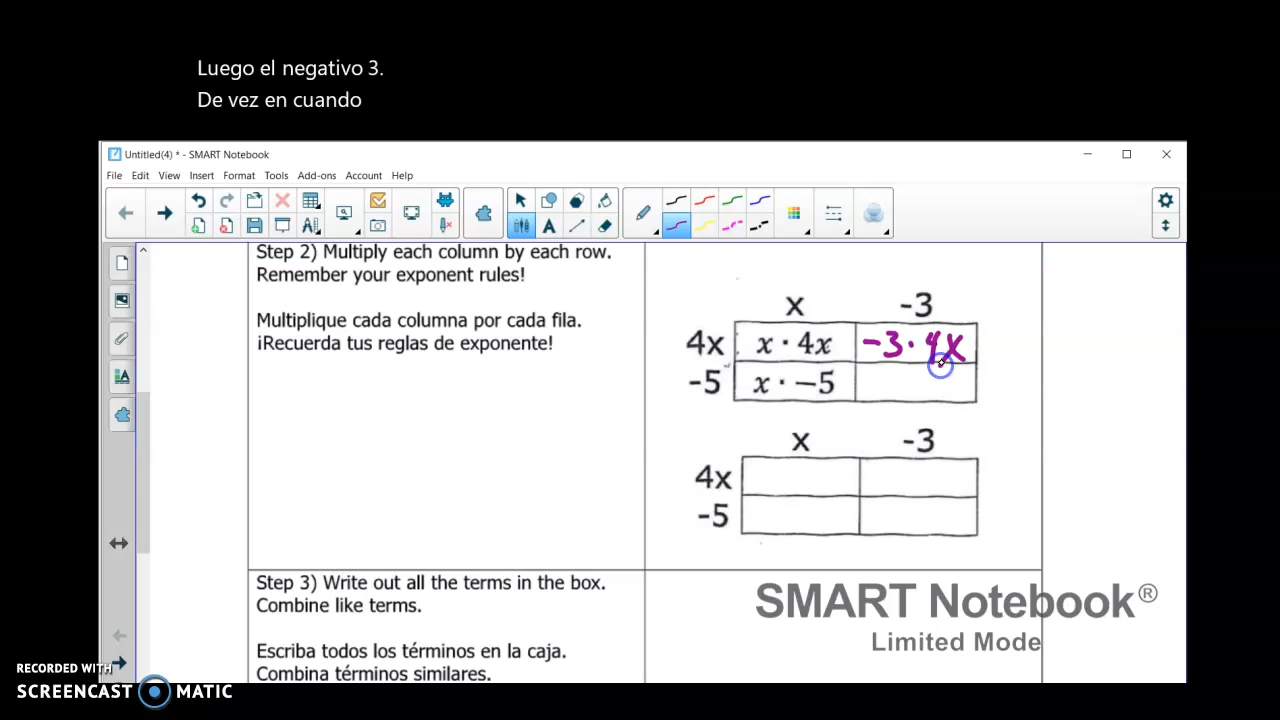 Luego el negativo 3.
De vez en cuando
Untitled(4) * - SMART Notebook
File Edit View Insert Format Tools Add-ons Account Help
Step 2) Multiply each column by each row.
Remember your exponent rules!
Multiplique cada columna por cada fila.
¡Recuerda tus reglas de exponente!
x -3
4x x · 4x -3 · 4x
-5 x · −5
x -3
4x
-5
Step 3) Write out all the terms in the box.
Combine like terms.
Escriba todos los términos en la caja.
Combina términos similares.
SMART Notebook®
Limited Mode
RECORDED WITH
SCREENCAST MATIC